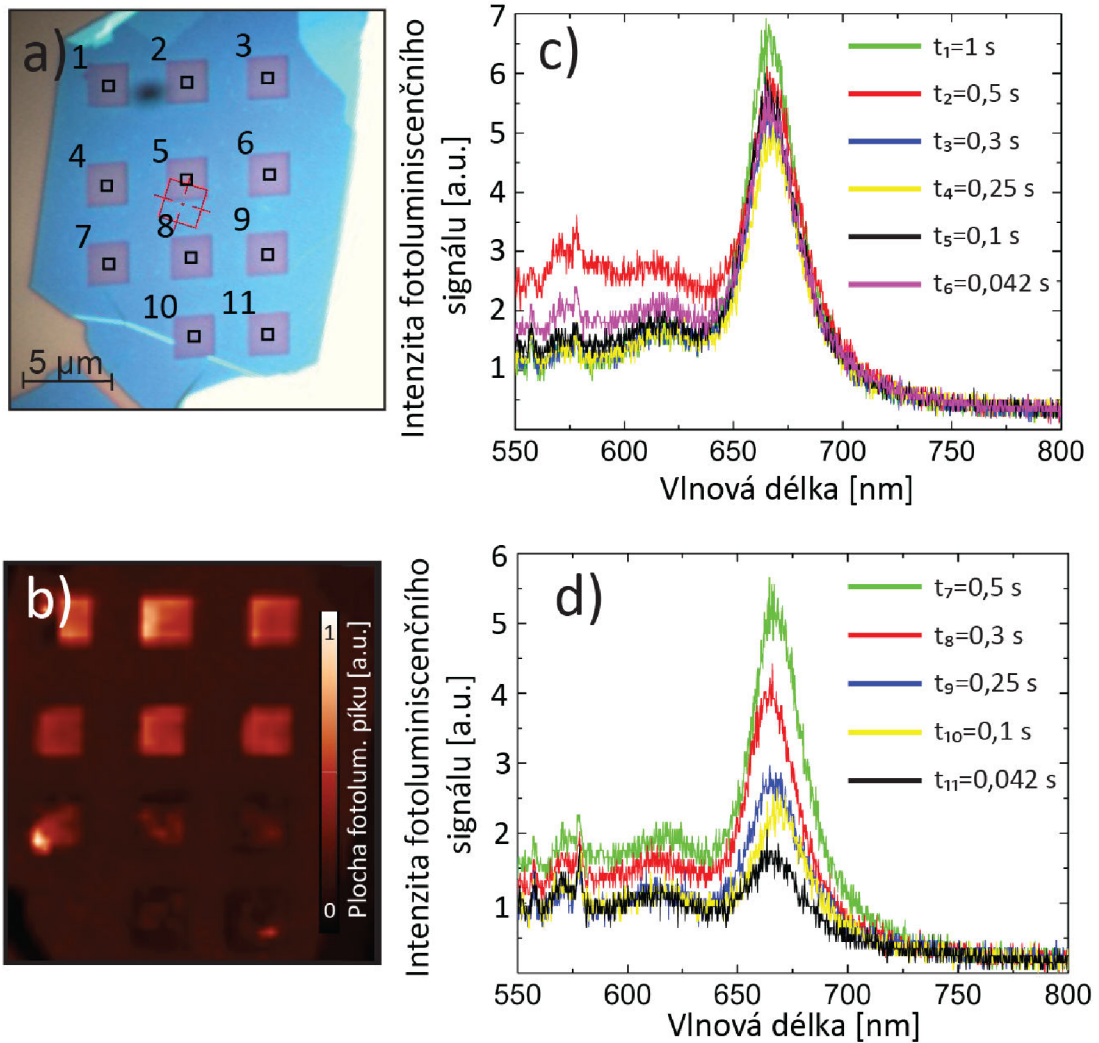 a)
1
2
3
4
5
6
7
8
9
10
11
5 μm
c)
Intenzita fotoluminiscenčního
signálu [a.u.]
7
6
5
4
3
2
1
t₁=1 s
t₂=0,5 s
t₃=0,3 s
t₄=0,25 s
t₅=0,1 s
t₆=0,042 s
550 600 650 700 750 800
Vlnová délka [nm]
b)
1
0
Plocha fotolum. píku [a.u.]
d)
Intenzita fotoluminiscenčního
signálu [a.u.]
6
5
4
3
2
1
t₇=0,5 s
t₈=0,3 s
t₉=0,25 s
t₁₀=0,1 s
t₁₁=0,042 s
550 600 650 700 750 800
Vlnová délka [nm]